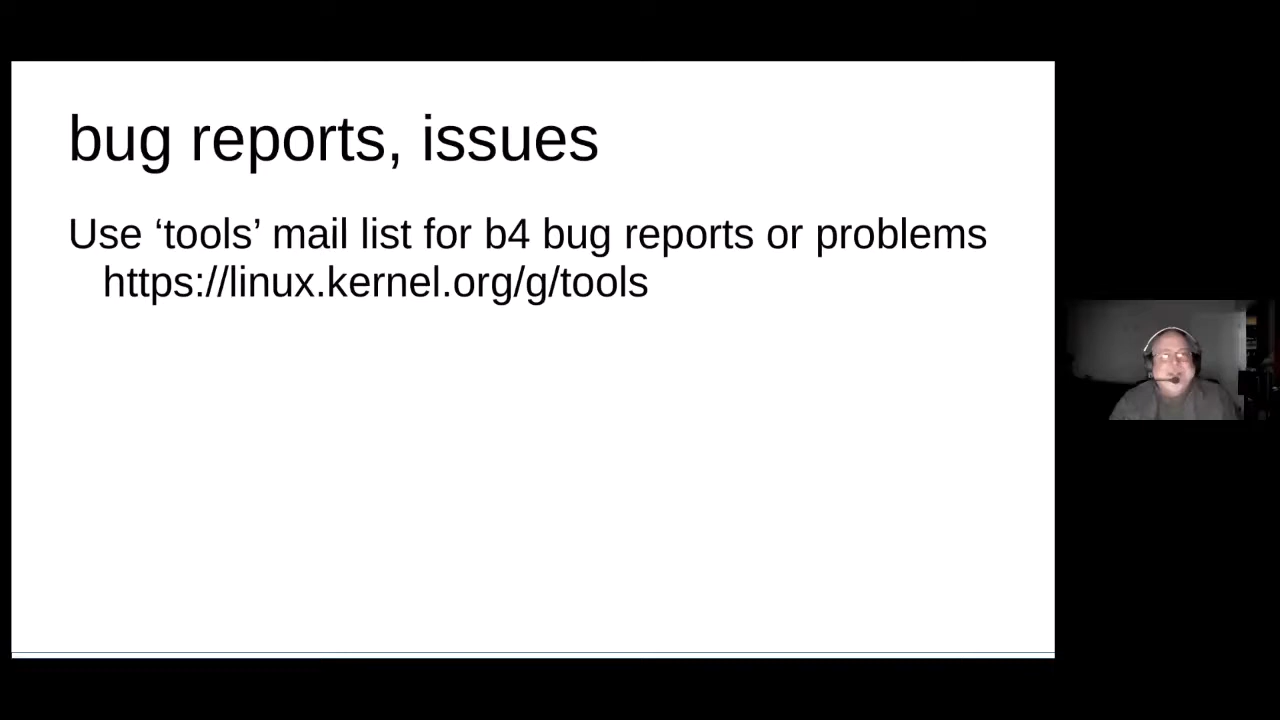 bug reports, issues
Use ‘tools’ mail list for b4 bug reports or problems
https://linux.kernel.org/g/tools